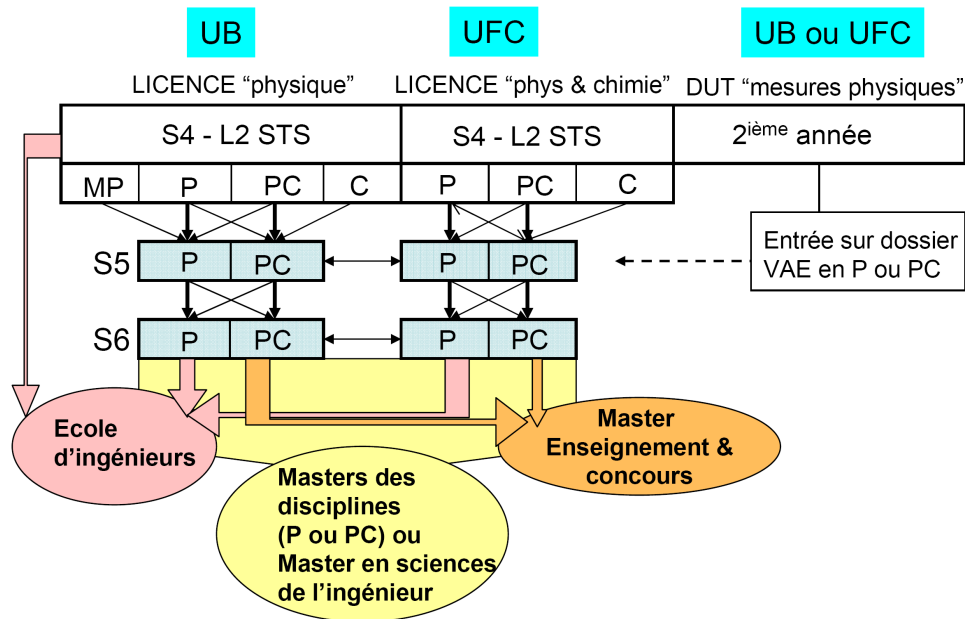 UB
UFC
UB ou UFC
LICENCE “physique”
LICENCE “phys & chimie”
DUT “mesures physiques”
S4 - L2 STS
S4 - L2 STS
2ième année
MP
P
PC
C
P
PC
C
Entrée sur dossier
VAE en P ou PC
S5
P
PC
P
PC
S6
P
PC
P
PC
Ecole
d’ingénieurs
Master
Enseignement &
concours
Masters des
disciplines
(P ou PC) ou
Master en sciences
de l’ingénieur